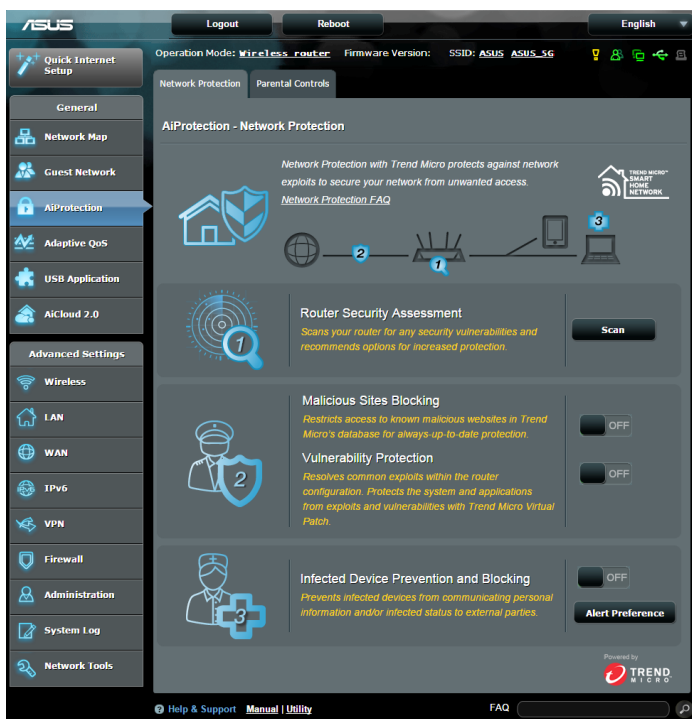 ASUS
Logout
Reboot
English
Quick Internet
Setup
Operation Mode: Wireless router Firmware Version: SSID: ASUS ASUS_5G
Network Protection
Parental Controls
General
Network Map
Guest Network
AiProtection
Adaptive QoS
USB Application
AiCloud 2.0
Advanced Settings
Wireless
LAN
WAN
IPv6
VPN
Firewall
Administration
System Log
Network Tools
AiProtection - Network Protection
Network Protection with Trend Micro protects against network
exploits to secure your network from unwanted access.
Network Protection FAQ
TREND MICRO™
SMART
HOME
NETWORK
3
2
1
1
Router Security Assessment
Scans your router for any security vulnerabilities and
recommends options for increased protection.
Scan
2
Malicious Sites Blocking
Restricts access to known malicious websites in Trend
Micro's database for always-up-to-date protection.
OFF
Vulnerability Protection
Resolves common exploits within the router
configuration. Protects the system and applications
from exploits and vulnerabilities with Trend Micro Virtual
Patch.
OFF
3
Infected Device Prevention and Blocking
Prevents infected devices from communicating personal
information and/or infected status to external parties.
OFF
Alert Preference
Powered by
TREND
MICRO
Help & Support Manual | Utility
FAQ